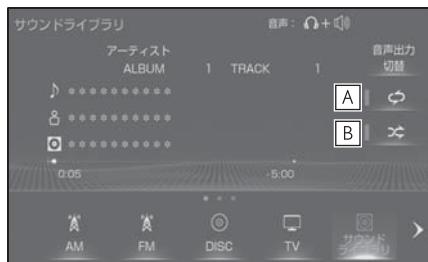 サウンドライブラリ 音声： +
アーティスト 音声出力
ALBUM 1 TRACK 1 切替
A
B
0:05 -5:00
AM FM DISC TV サウンド
ライブラリ